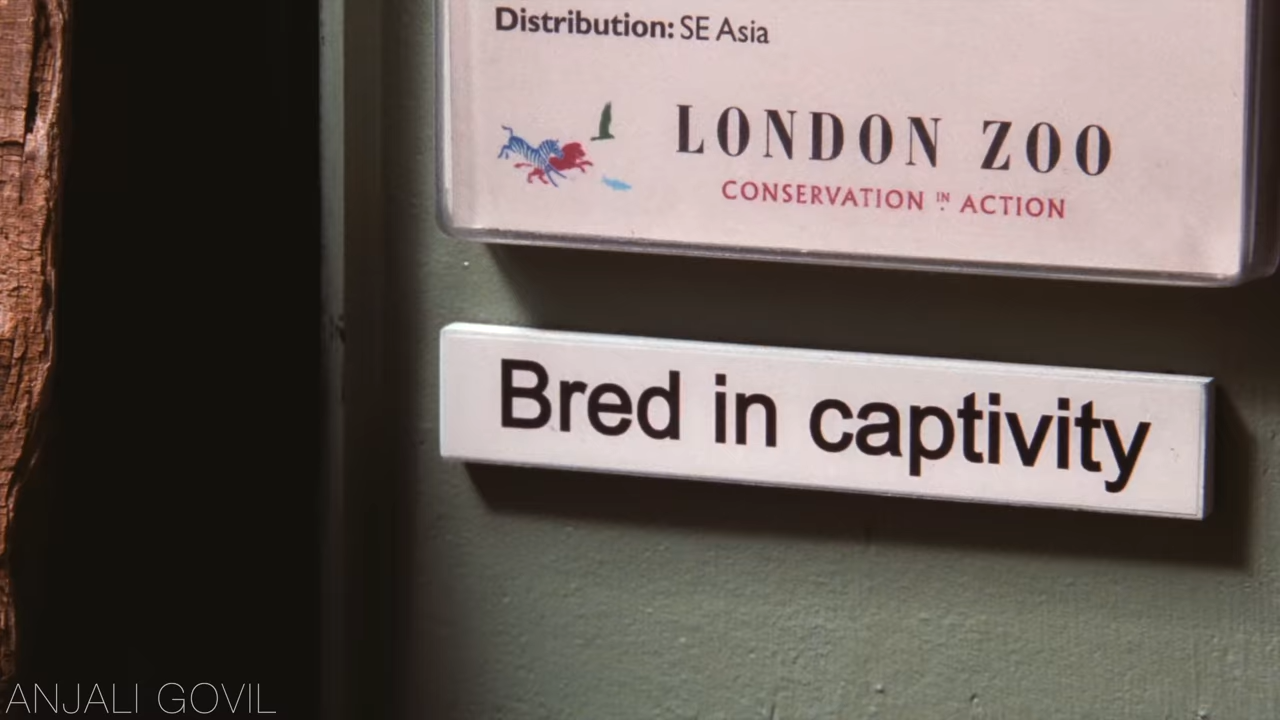 Distribution: SE Asia
LONDON ZOO
CONSERVATION IN ACTION
Bred in captivity
ANJALI GOVIL